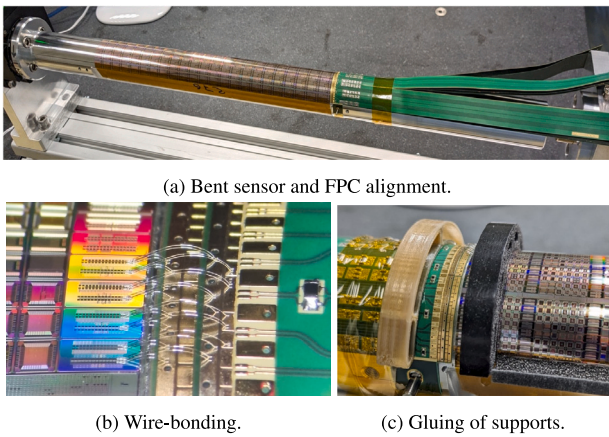 (a) Bent sensor and FPC alignment.
(b) Wire-bonding.
(c) Gluing of supports.